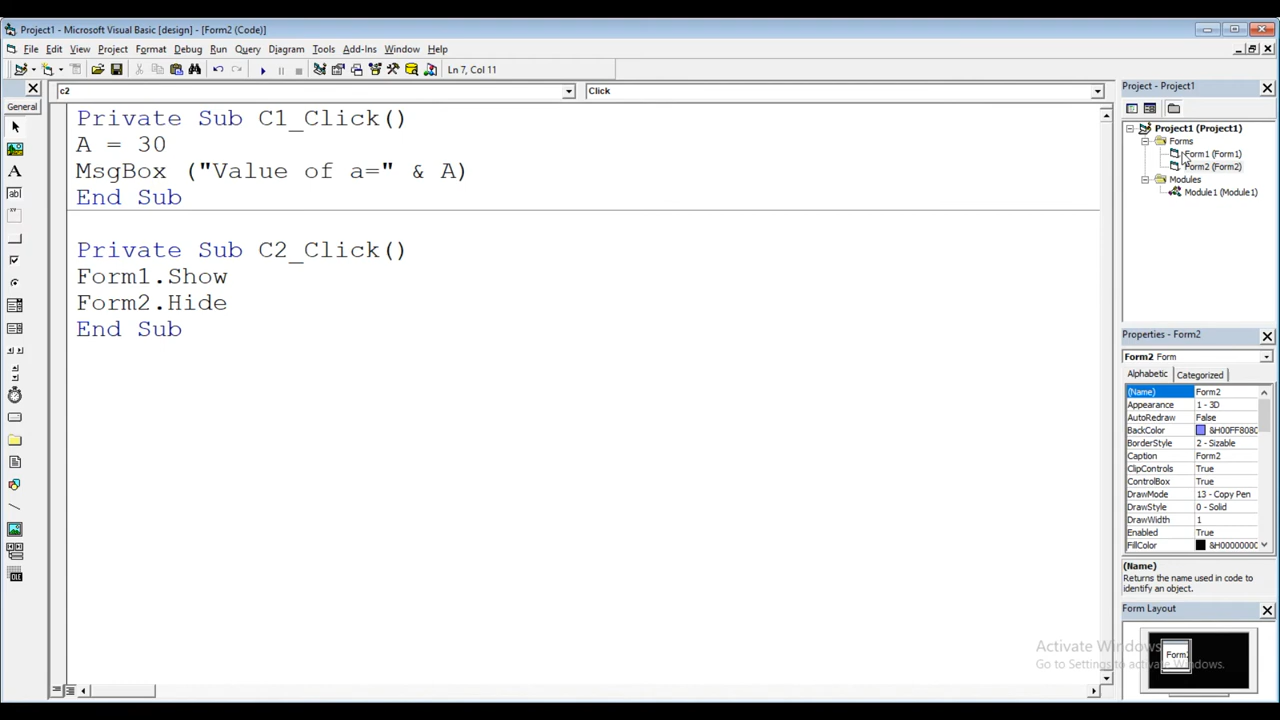 Project1 - Microsoft Visual Basic [design] - [Form2 (Code)]
File Edit View Project Format Debug Run Query Diagram Tools Add-Ins Window Help
Ln 7, Col 11
General
c2
Click
Private Sub C1_Click()
A = 30
MsgBox ("Value of a=" & A)
End Sub
Private Sub C2_Click()
Form1.Show
Form2.Hide
End Sub
Project - Project1
Project1 (Project1)
Forms
Form1 (Form1)
Form2 (Form2)
Modules
Module1 (Module1)
Properties - Form2
Form2 Form
Alphabetic Categorized
(Name) Form2
Appearance 1 - 3D
AutoRedraw False
BackColor &H00FF808C
BorderStyle 2 - Sizable
Caption Form2
ClipControls True
ControlBox True
DrawMode 13 - Copy Pen
DrawStyle 0 - Solid
DrawWidth 1
Enabled True
FillColor &H0000000C
(Name)
Returns the name used in code to
identify an object.
Form Layout
Form2
Activate Windows
Go to Settings to activate Windows.